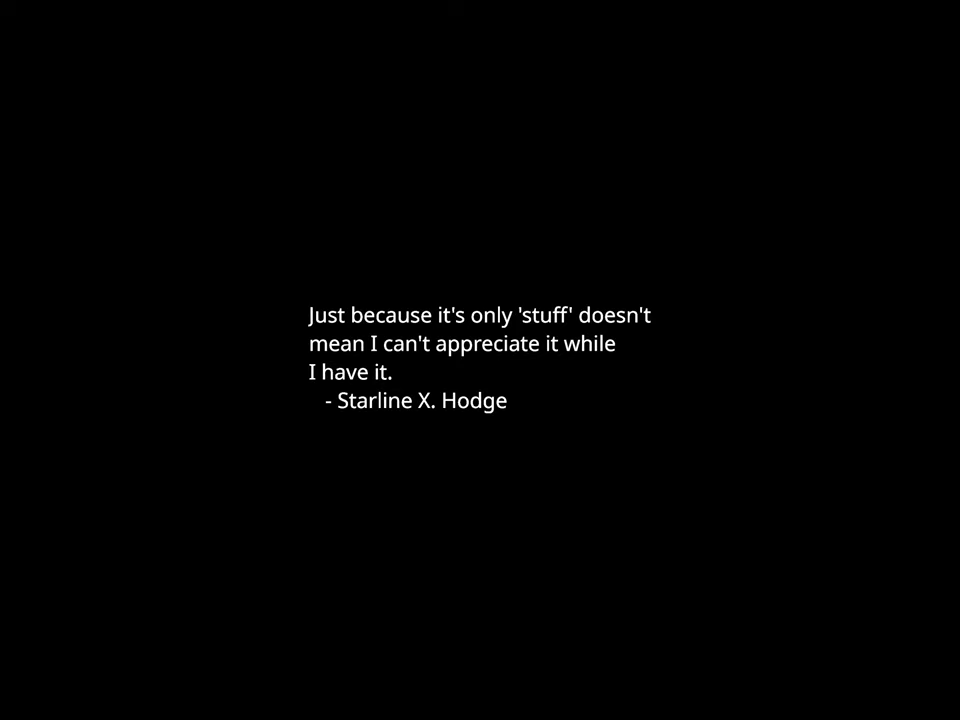 Just because it's only 'stuff' doesn't
mean I can't appreciate it while
I have it.
- Starline X. Hodge